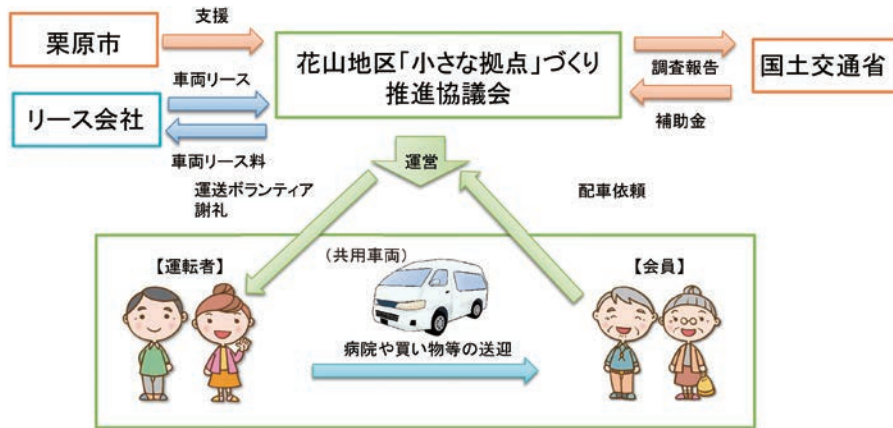 支援
栗原市
花山地区「小さな拠点」づくり
推進協議会
調査報告
国土交通省
補助金
車両リース
リース会社
車両リース料
運営
運送ボランティア
謝礼
配車依頼
【運転者】
（共用車両）
【会員】
病院や買い物等の送迎